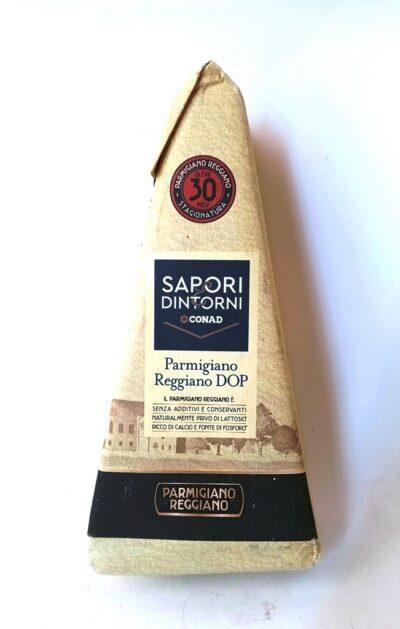 PARMIGIANO REGGIANO
OLTRE
30
MESI
STAGIONATURA
SAPORI
DINTORNI
CONAD
Parmigiano
Reggiano DOP
IL PARMIGIANO REGGIANO È:
SENZA ADDITIVI E CONSERVANTI
NATURALMENTE PRIVO DI LATTOSIO*
RICCO DI CALCIO E FONTE DI FOSFORO*
PARMIGIANO
REGGIANO